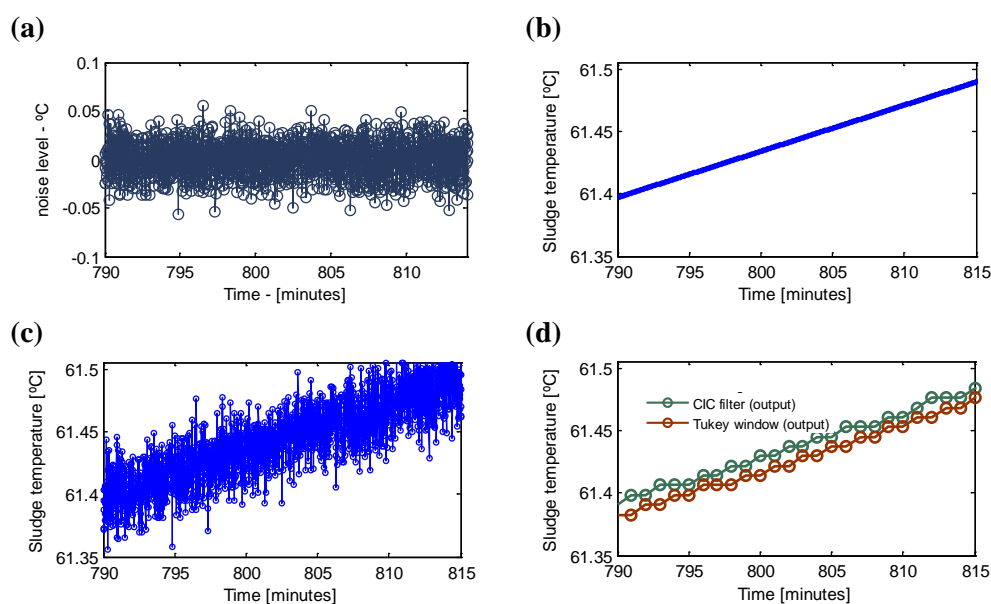 (a)
noise level - ºC
0.1
0.05
0
-0.05
-0.1
790 795 800 805 810
Time - [minutes]
(b)
Sludge temperature [ºC]
61.5
61.45
61.4
61.35
790 795 800 805 810 815
Time [minutes]
(c)
Sludge temperature [ºC]
61.5
61.45
61.4
61.35
790 795 800 805 810 815
Time [minutes]
(d)
Sludge temperature [ºC]
61.5
61.45
61.4
61.35
CIC filter (output)
Tukey window (output)
790 795 800 805 810 815
Time [minutes]